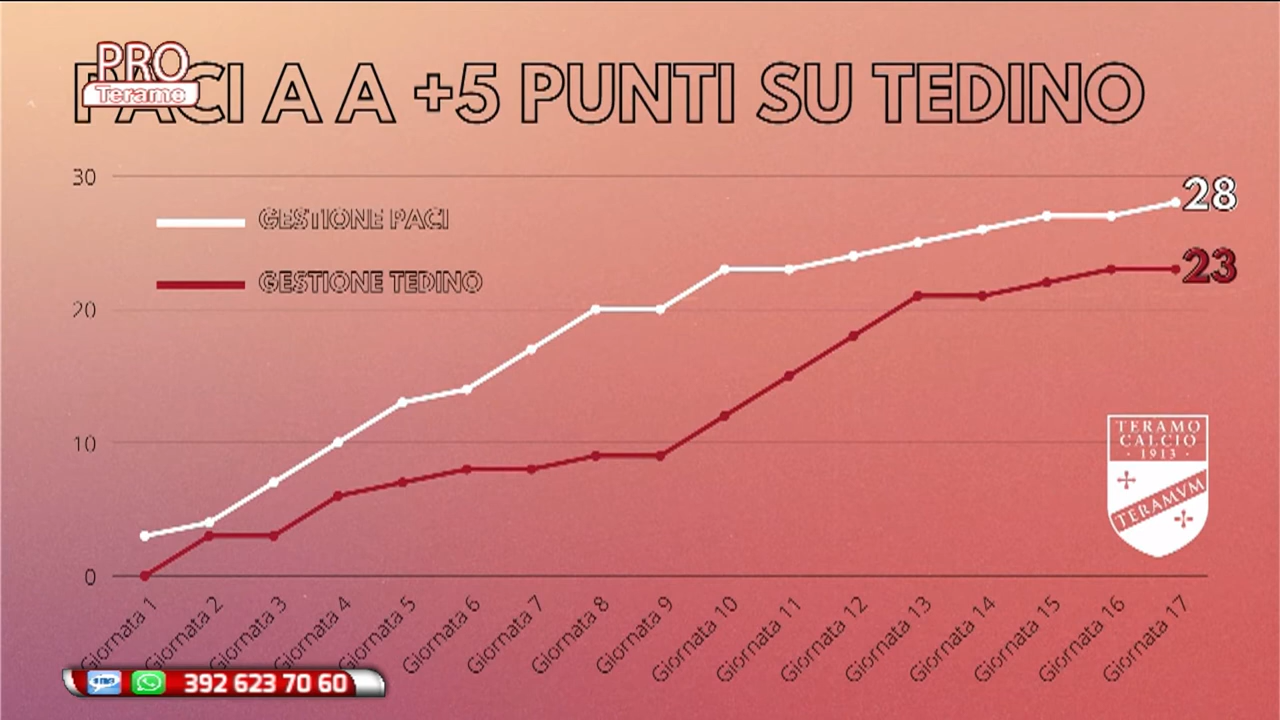 PRO
Teramo
PACI A A +5 PUNTI SU TEDINO
30
28
GESTIONE PACI
23
GESTIONE TEDINO
20
10
TERAMO
CALCIO
· 1913 ·
TERAMVM
0
Giornata 1
Giornata 2
Giornata 3
Giornata 4
Giornata 5
Giornata 6
Giornata 7
Giornata 8
Giornata 9
Giornata 10
Giornata 11
Giornata 12
Giornata 13
Giornata 14
Giornata 15
Giornata 16
Giornata 17
392 623 70 60